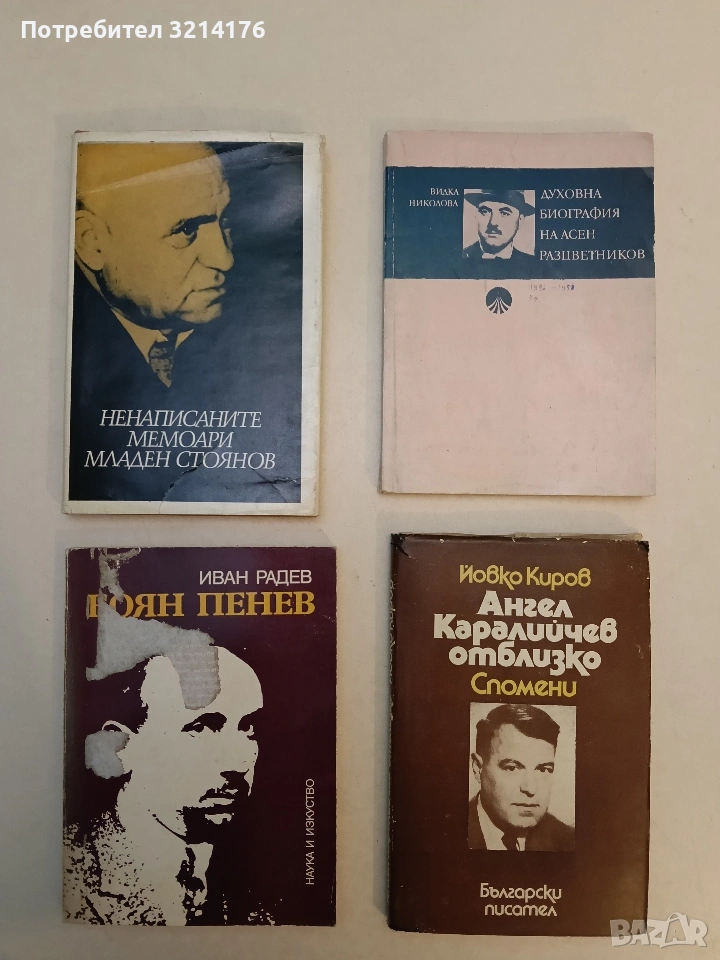 Потребител 3214176
НЕНАПИСАНИТЕ
МЕМОАРИ
МЛАДЕН СТОЯНОВ
ВИДКА
НИКОЛОВА
ДУХОВНА
БИОГРАФИЯ
НА АСЕН
РАЗЦВЕТНИКОВ
ИВАН РАДЕВ
БОЯН ПЕНЕВ
НАУКА И ИЗКУСТВО
Йовко Киров
Ангел
Каралийчев
отблизко
Спомени
Български
писател
BAZAR